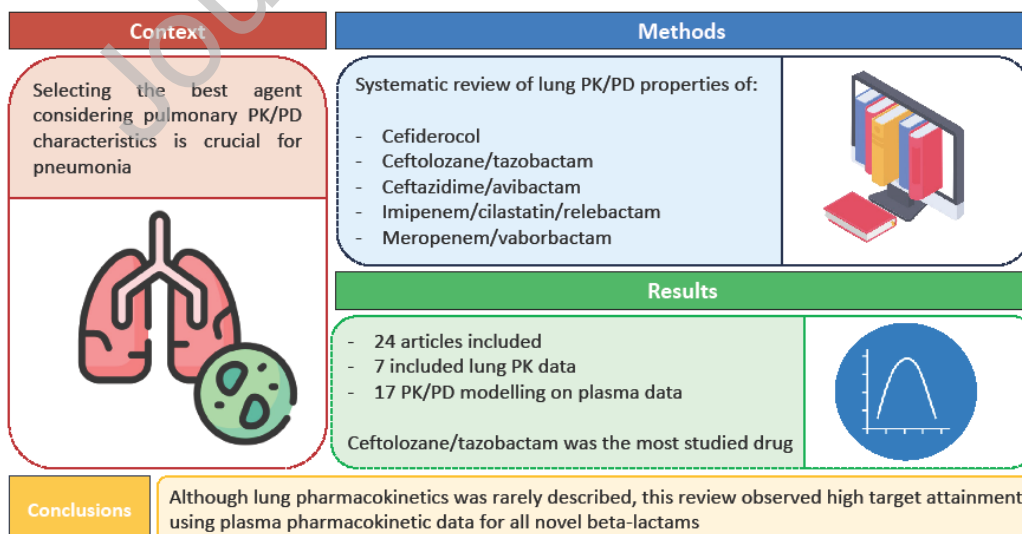 Context
Selecting the best agent
considering pulmonary PK/PD
characteristics is crucial for
pneumonia
Methods
Systematic review of lung PK/PD properties of:
- Cefiderocol
- Ceftolozane/tazobactam
- Ceftazidime/avibactam
- Imipenem/cilastatin/relebactam
- Meropenem/vaborbactam
Results
- 24 articles included
- 7 included lung PK data
- 17 PK/PD modelling on plasma data
Ceftolozane/tazobactam was the most studied drug
Conclusions
Although lung pharmacokinetics was rarely described, this review observed high target attainment
using plasma pharmacokinetic data for all novel beta-lactams